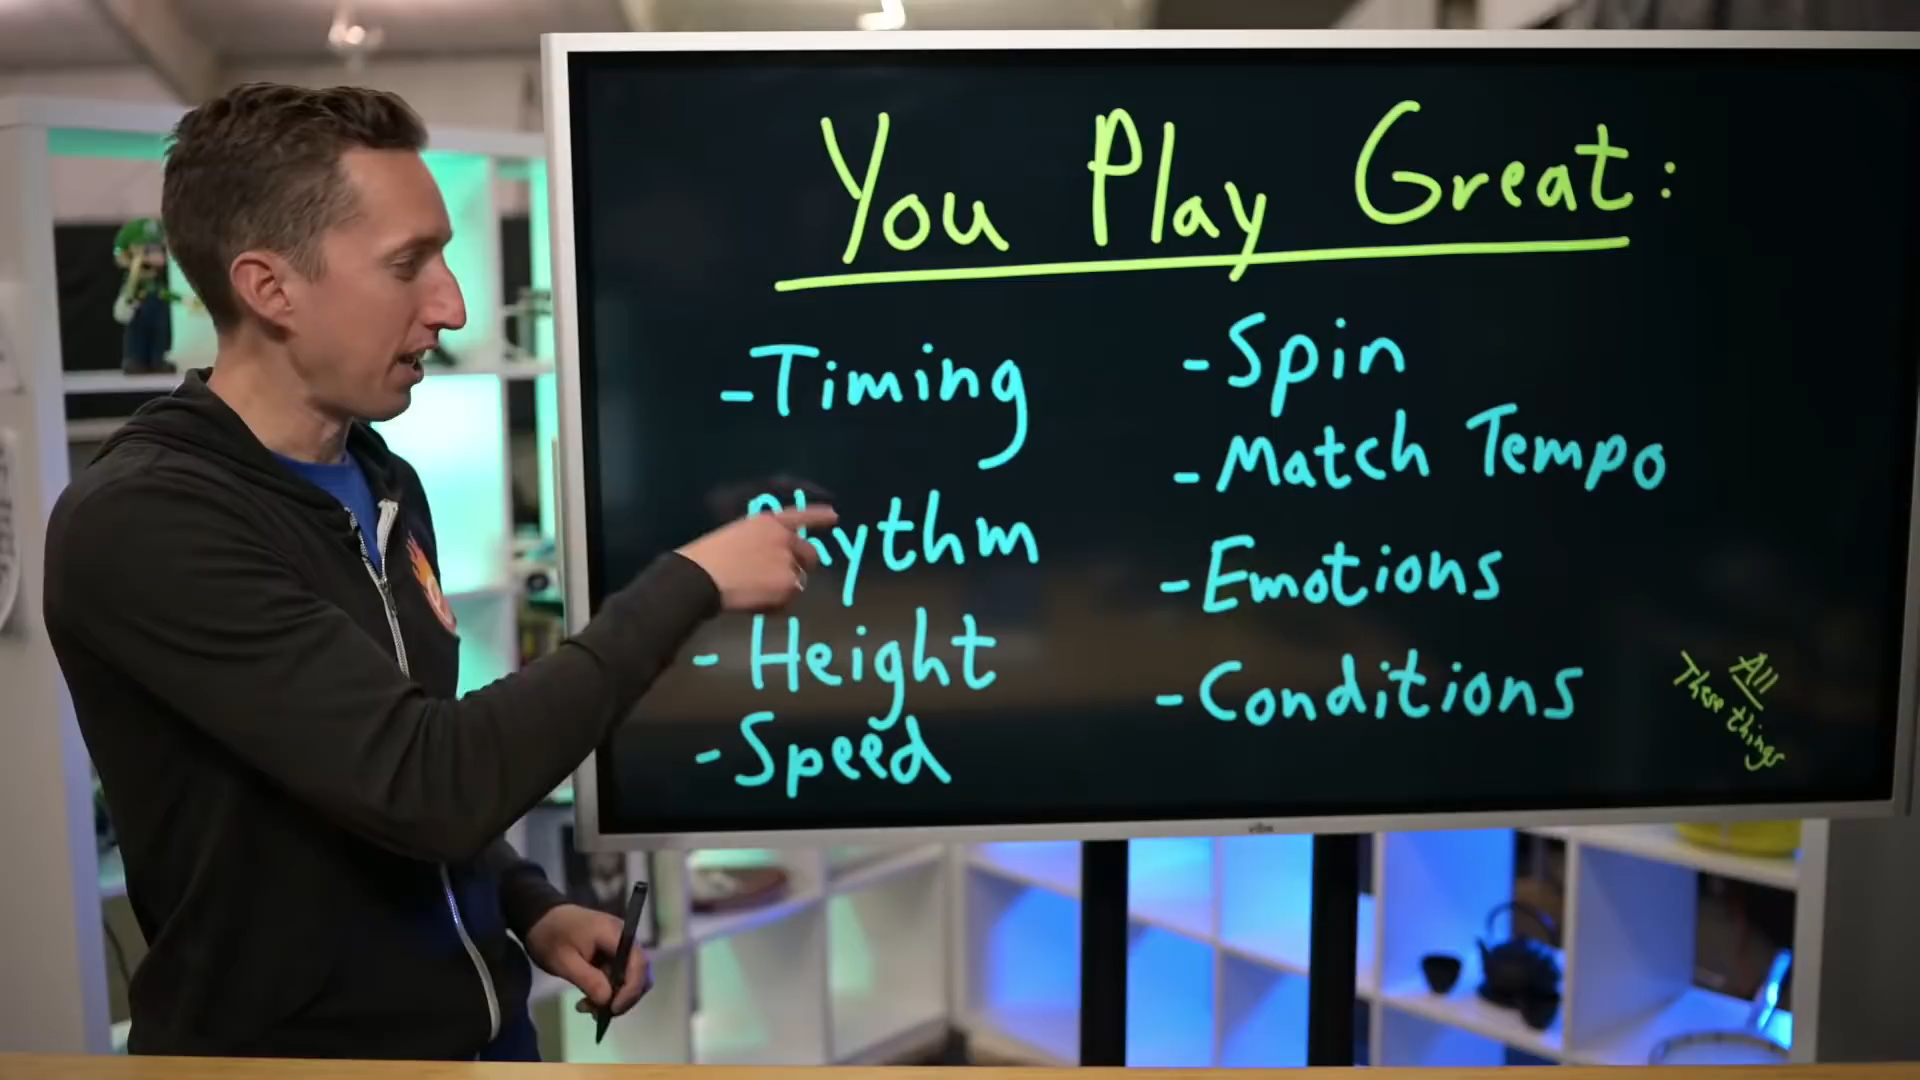 You Play Great:
-Timing
Rhythm
- Height
- Speed
- Spin
- Match Tempo
- Emotions
- Conditions
All
These things